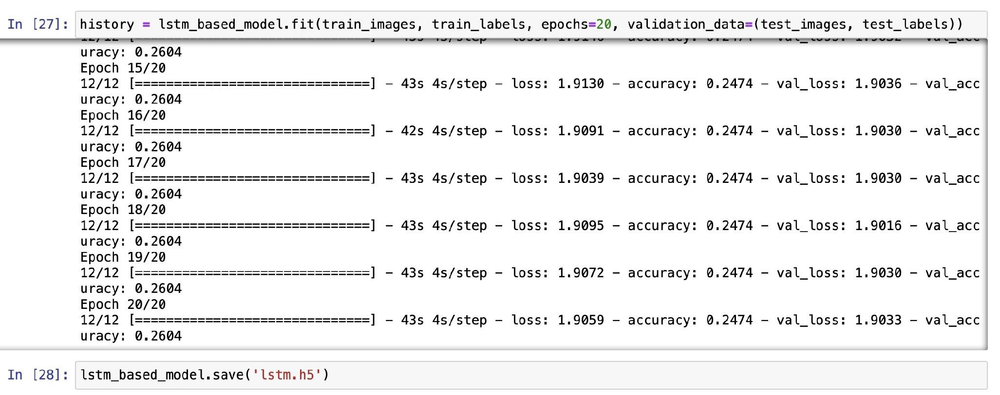 In [27]: history = lstm_based_model.fit(train_images, train_labels, epochs=20, validation_data=(test_images, test_labels))
uracy: 0.2604
Epoch 15/20
12/12 [==============================] - 43s 4s/step - loss: 1.9130 - accuracy: 0.2474 - val_loss: 1.9036 - val_acc
uracy: 0.2604
Epoch 16/20
12/12 [==============================] - 42s 4s/step - loss: 1.9091 - accuracy: 0.2474 - val_loss: 1.9030 - val_acc
uracy: 0.2604
Epoch 17/20
12/12 [==============================] - 43s 4s/step - loss: 1.9039 - accuracy: 0.2474 - val_loss: 1.9030 - val_acc
uracy: 0.2604
Epoch 18/20
12/12 [==============================] - 43s 4s/step - loss: 1.9095 - accuracy: 0.2474 - val_loss: 1.9016 - val_acc
uracy: 0.2604
Epoch 19/20
12/12 [==============================] - 43s 4s/step - loss: 1.9072 - accuracy: 0.2474 - val_loss: 1.9030 - val_acc
uracy: 0.2604
Epoch 20/20
12/12 [==============================] - 43s 4s/step - loss: 1.9059 - accuracy: 0.2474 - val_loss: 1.9033 - val_acc
uracy: 0.2604
In [28]: lstm_based_model.save('lstm.h5')